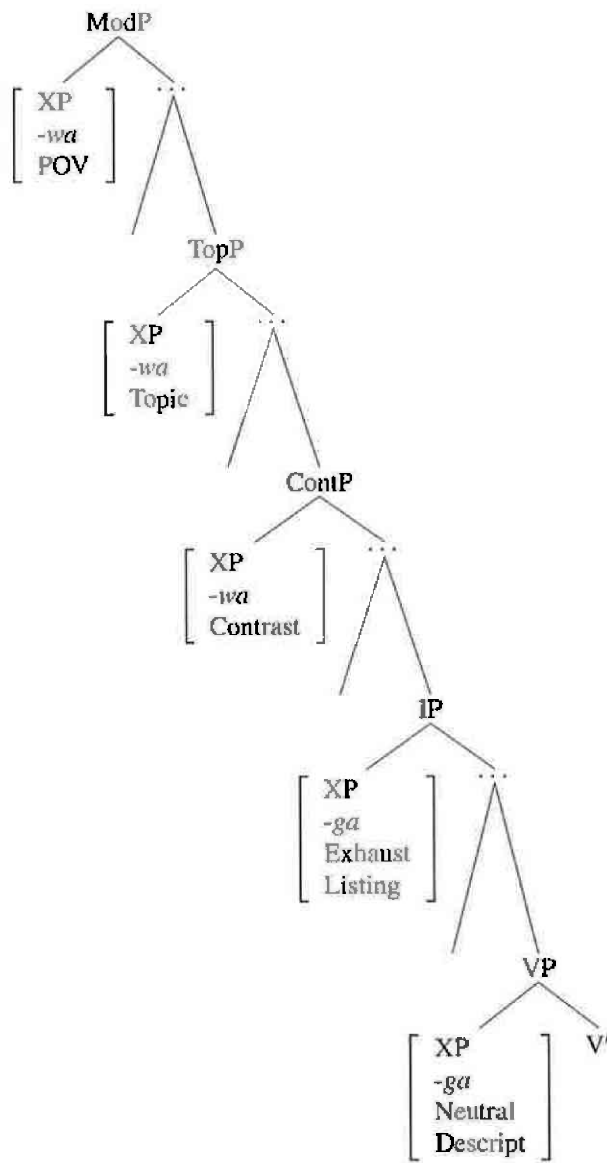 ModP
XP
-wa
POV
...
TopP
XP
-wa
Topic
...
ContP
XP
-wa
Contrast
...
IP
XP
-ga
Exhaust
Listing
...
VP
XP
-ga
Neutral
Descript
V'